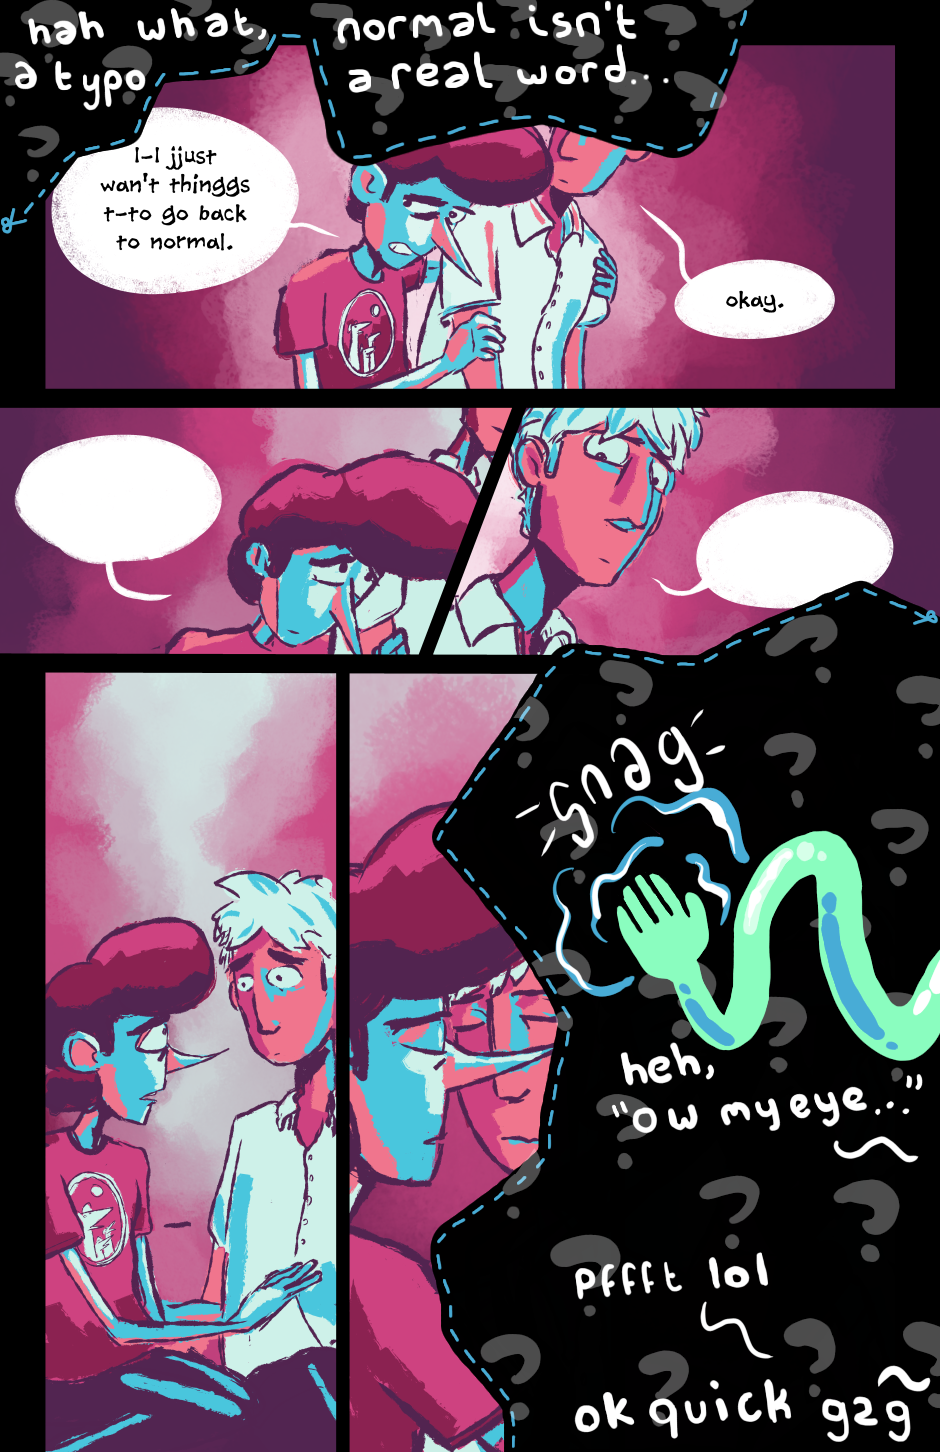 hah what,
a typo
normal isn't
a real word...
I-I jjust
wan't thinggs
t-to go back
to normal.
okay.
snag
heh,
"ow my eye..."
pffft lol
ok quick gag